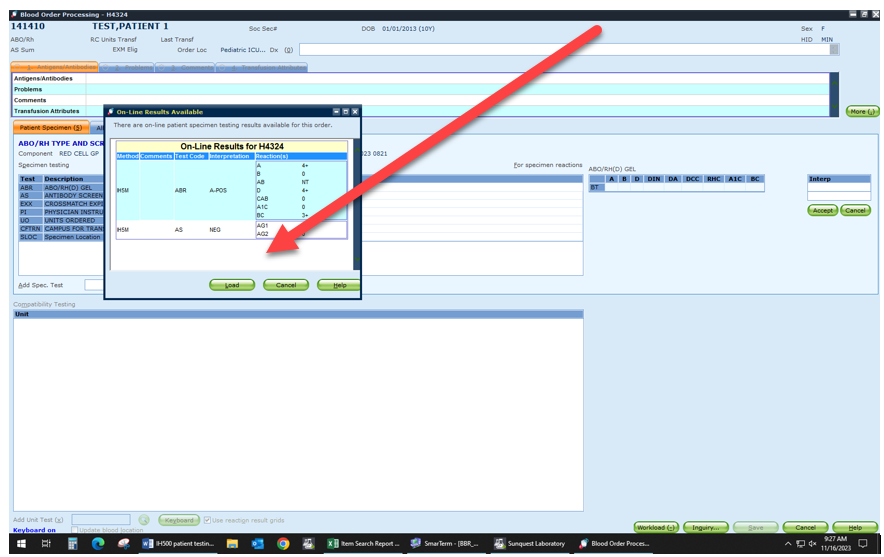 Blood Order Processing - H4324
141410 TEST,PATIENT 1 Soc Sec# DOB 01/01/2013 (10Y) Sex F
ABO/Rh RC Units Transf Last Transf HID MIN
AS Sum EXM Elig Order Loc Pediatric ICU... Dx (0)
1. Antigens/Antibodies 2. Problems 3. Comments 4. Transfusion Attributes
Antigens/Antibodies
Problems
Comments
Transfusion Attributes
More (.)
Patient Specimen (5) All
On-Line Results Available
There are on-line patient specimen testing results available for this order.
On-Line Results for H4324
Method Comments Test Code Interpretation Reaction(s)
IH5M ABR A-POS
A 4+
B 0
AB NT
D 4+
CAB 0
A1C 0
BC 3+
IH5M AS NEG
AG1
AG2
Load Cancel Help
ABO/RH TYPE AND SCR
Component RED CELL GP 023 0821
Specimen testing For specimen reactions
Test Description
ABR ABO/RH(D) GEL
AS ANTIBODY SCREEN
EXX CROSSMATCH EXP
PI PHYSICIAN INSTRU
UO UNITS ORDERED
CFTRN CAMPUS FOR TRAN
SLOC Specimen Location
Add Spec. Test
ABO/RH(D) GEL
A B D DIN DA DCC RHC A1C BC
BT
Interp
Accept Cancel
Compatibility Testing
Unit
Add Unit Test (x) Keyboard Use reaction result grids
Keyboard on Update blood location
Workload (-) Inquiry... Save Cancel Help
IH500 patient testin... Item Search Report ... SmarTerm - [BBR_... Sunquest Laboratory Blood Order Proces...
9:27 AM
11/16/2023